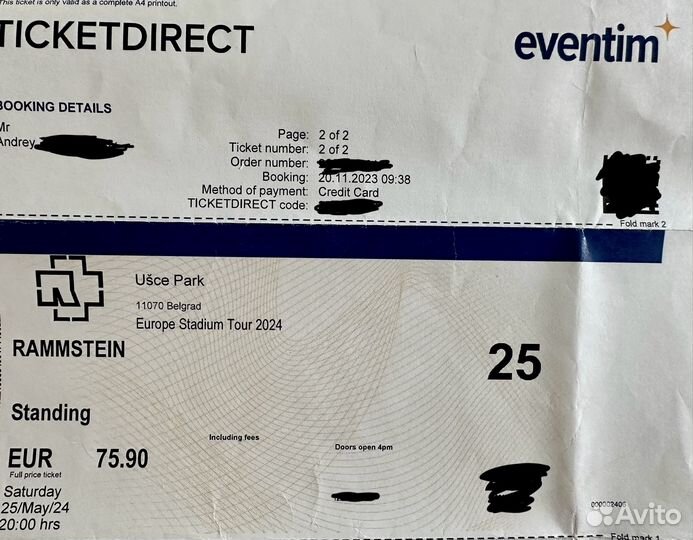 This ticket is only valid as a complete A4 printout.
TICKETDIRECT
eventim
BOOKING DETAILS
Mr
Andrey
Page: 2 of 2
Ticket number: 2 of 2
Order number:
Booking: 20.11.2023 09:38
Method of payment: Credit Card
TICKETDIRECT code:
Fold mark 2
Ušce Park
11070 Belgrad
Europe Stadium Tour 2024
RAMMSTEIN
25
Standing
Including fees
Doors open 4pm
EUR 75.90
Full price ticket
Saturday
25/May/24
20:00 hrs
000002406
Avito
Fold mark 1